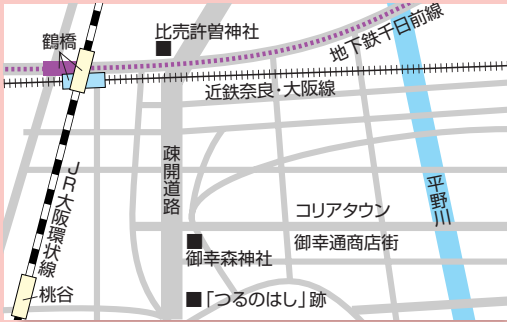 鶴橋
比売許曽神社
地下鉄千日前線
近鉄奈良・大阪線
疎開道路
JR大阪環状線
平野川
コリアタウン
御幸通商店街
御幸森神社
桃谷
「つるのはし」跡